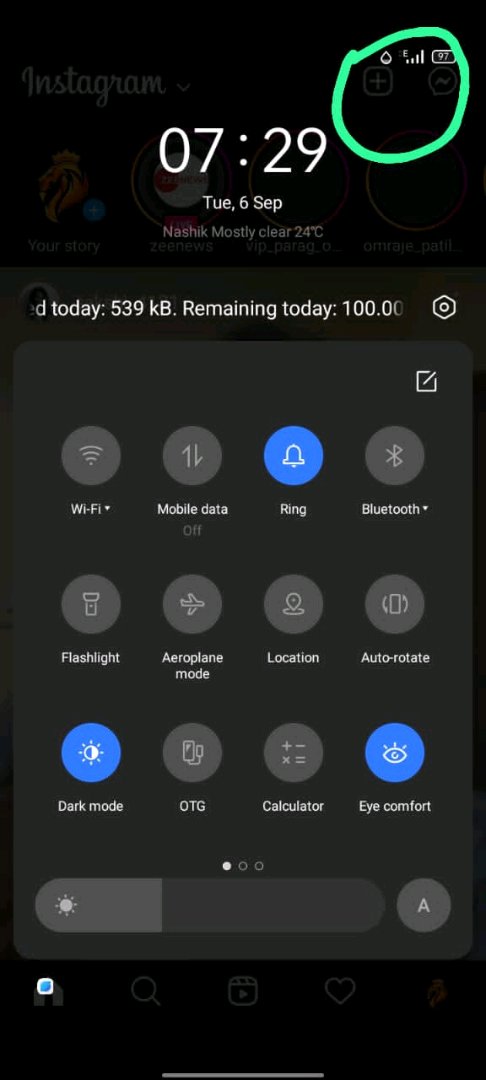 E 97
Instagram
07:29
Tue, 6 Sep
Nashik Mostly clear 24°C
ZEENEWS
LIVE
Your story zeenews vip_parag_o... omraje_patil...
ed today: 539 kB. Remaining today: 100.00
Wi-Fi Mobile data Ring Bluetooth
Off
Flashlight Aeroplane mode Location Auto-rotate
Dark mode OTG Calculator Eye comfort
A